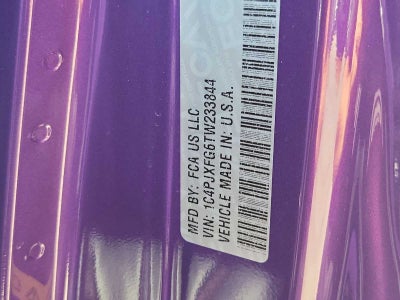 MFD BY: FCA US LLC
VIN: 1C4PJXFG6TW233844
VEHICLE MADE IN: U.S.A.